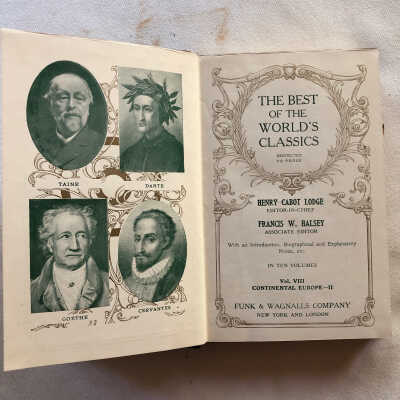 TAINE
DANTE
GOETHE
CERVANTES
THE BEST
OF THE
WORLD'S
CLASSICS
RESTRICTED
TO PROSE
HENRY CABOT LODGE
EDITOR-IN-CHIEF
FRANCIS W. HALSEY
ASSOCIATE EDITOR
With an Introduction, Biographical and Explanatory
Notes, etc.
IN TEN VOLUMES
Vol. VIII
CONTINENTAL EUROPE—II
FUNK & WAGNALLS COMPANY
NEW YORK AND LONDON